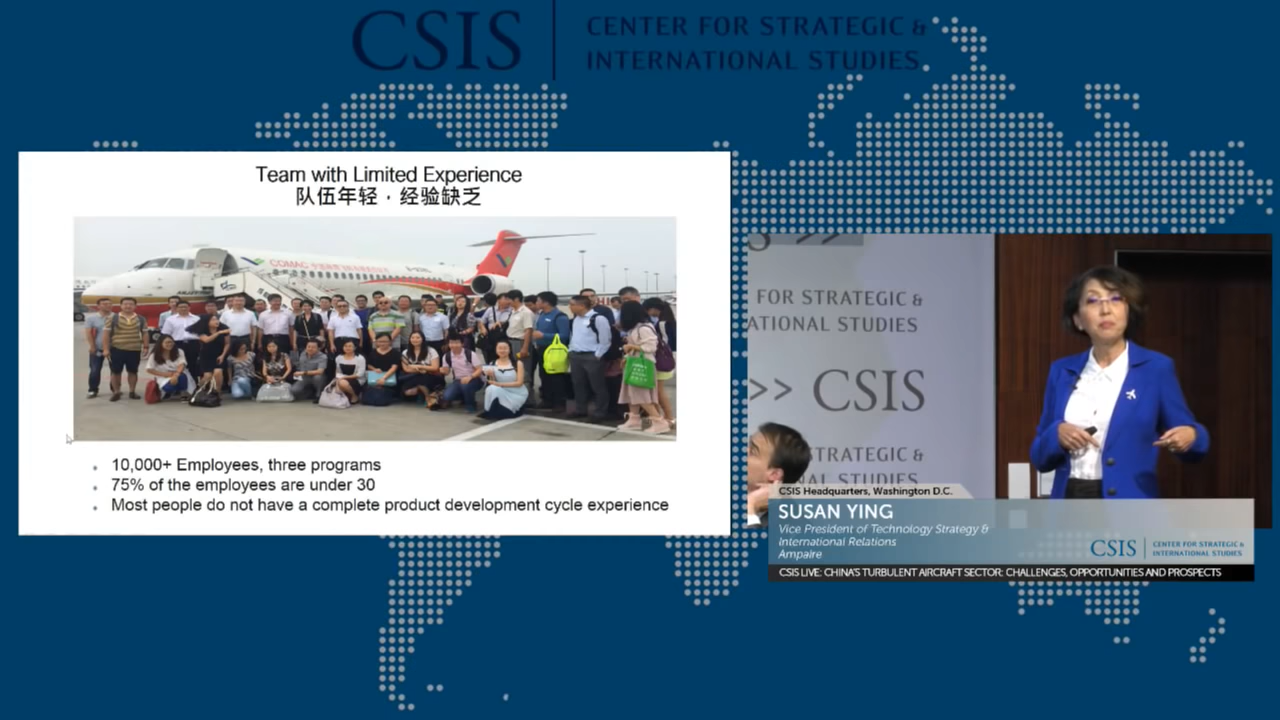 CSIS
CENTER FOR STRATEGIC &
INTERNATIONAL STUDIES
Team with Limited Experience
队伍年轻·经验缺乏
COMAC
10,000+ Employees, three programs
75% of the employees are under 30
Most people do not have a complete product development cycle experience
S >>
FOR STRATEGIC &
ATIONAL STUDIES
>> CSIS
STRATEGIC &
NAL STUDIES
CSIS Headquarters, Washington D.C.
SUSAN YING
Vice President of Technology Strategy &
International Relations
Ampaire
CSIS
CENTER FOR STRATEGIC &
INTERNATIONAL STUDIES
CSIS LIVE: CHINA'S TURBULENT AIRCRAFT SECTOR: CHALLENGES, OPPORTUNITIES AND PROSPECTS